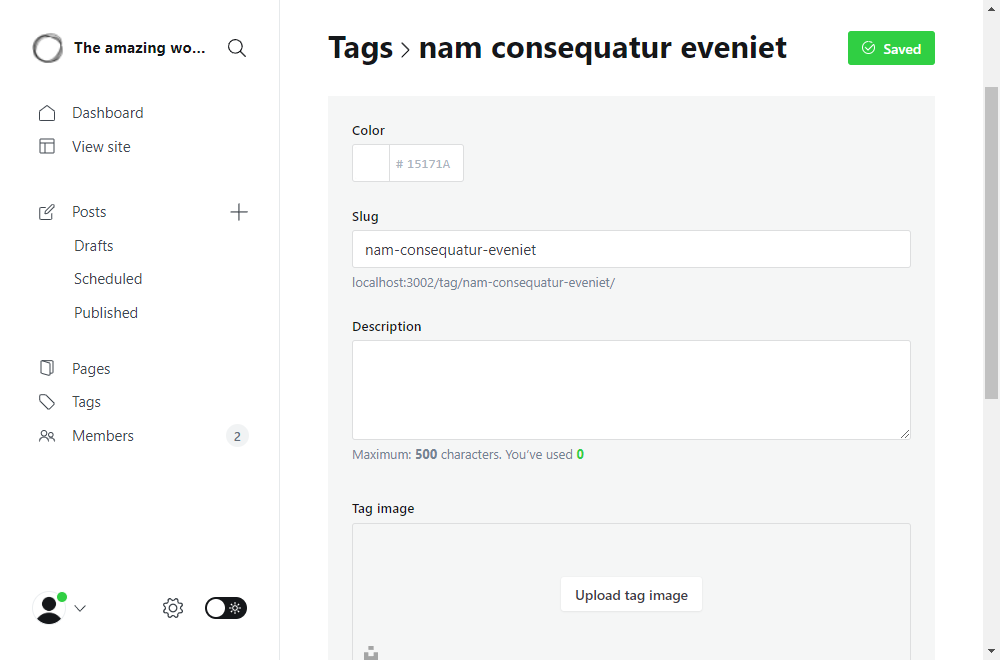 The amazing wo...
Dashboard
View site
Posts
Drafts
Scheduled
Published
Pages
Tags
Members 2
Tags > nam consequatur eveniet
Saved
Color
# 15171A
Slug
nam-consequatur-eveniet
localhost:3002/tag/nam-consequatur-eveniet/
Description
Maximum: 500 characters. You’ve used 0
Tag image
Upload tag image